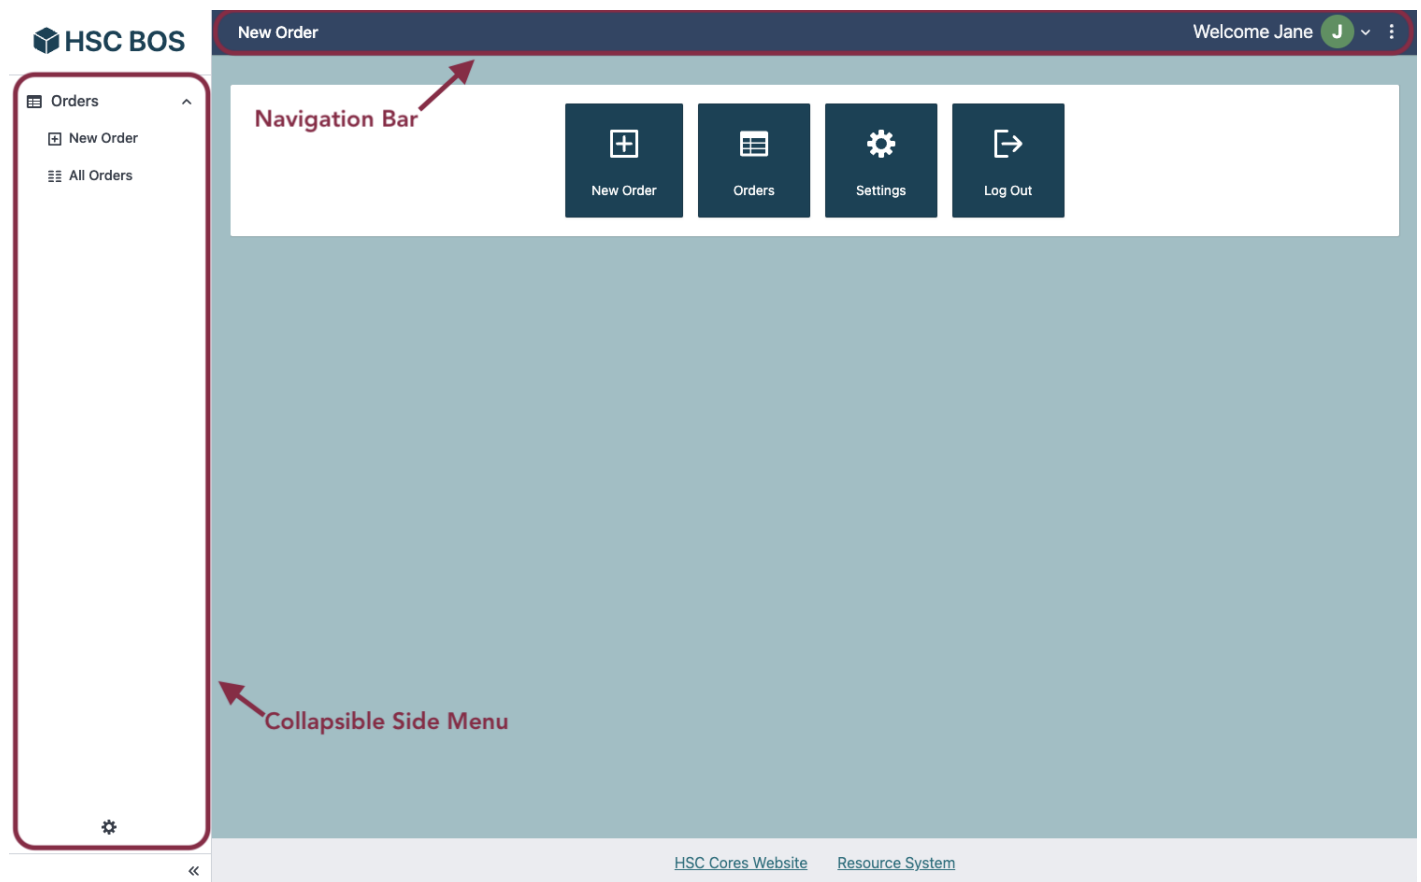 HSC BOS
New Order
Welcome Jane
J
Orders
New Order
All Orders
Navigation Bar
New Order
Orders
Settings
Log Out
Collapsible Side Menu
HSC Cores Website
Resource System